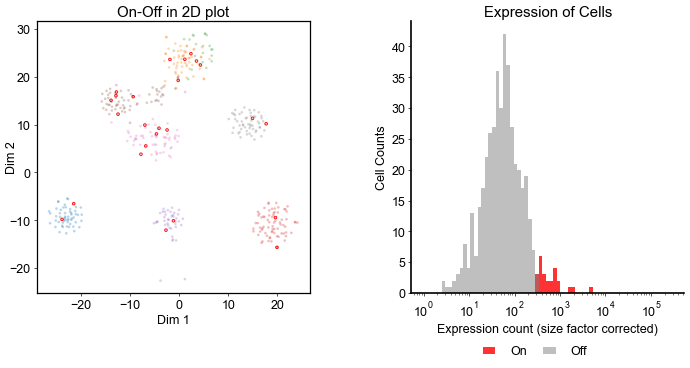 On-Off in 2D plot
30
20
10
0
−10
−20
Dim 2
−20 −10 0 10 20
Dim 1
Expression of Cells
40
35
30
25
20
15
10
5
0
Cell Counts
10⁰ 10¹ 10² 10³ 10⁴ 10⁵
Expression count (size factor corrected)
On Off